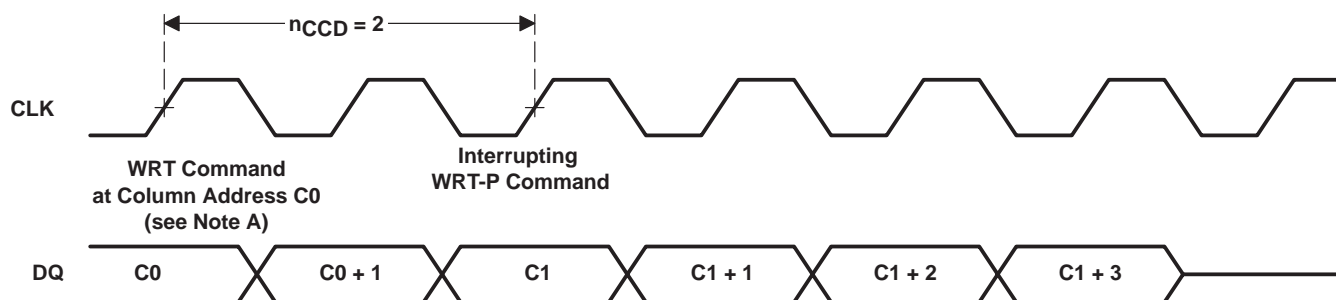 nCCD = 2
CLK
WRT Command
at Column Address C0
(see Note A)
Interrupting
WRT-P Command
DQ
C0
C0 + 1
C1
C1 + 1
C1 + 2
C1 + 3